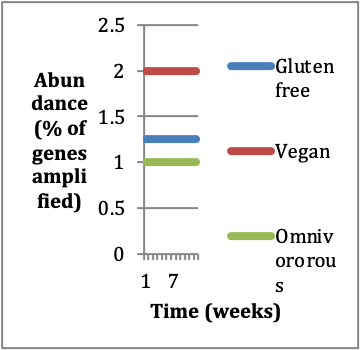 2.5
2
1.5
1
0.5
0
1 7
Abun
dance
(% of
genes
ampli
fied)
Time (weeks)
Gluten
free
Vegan
Omniv
ororou
s